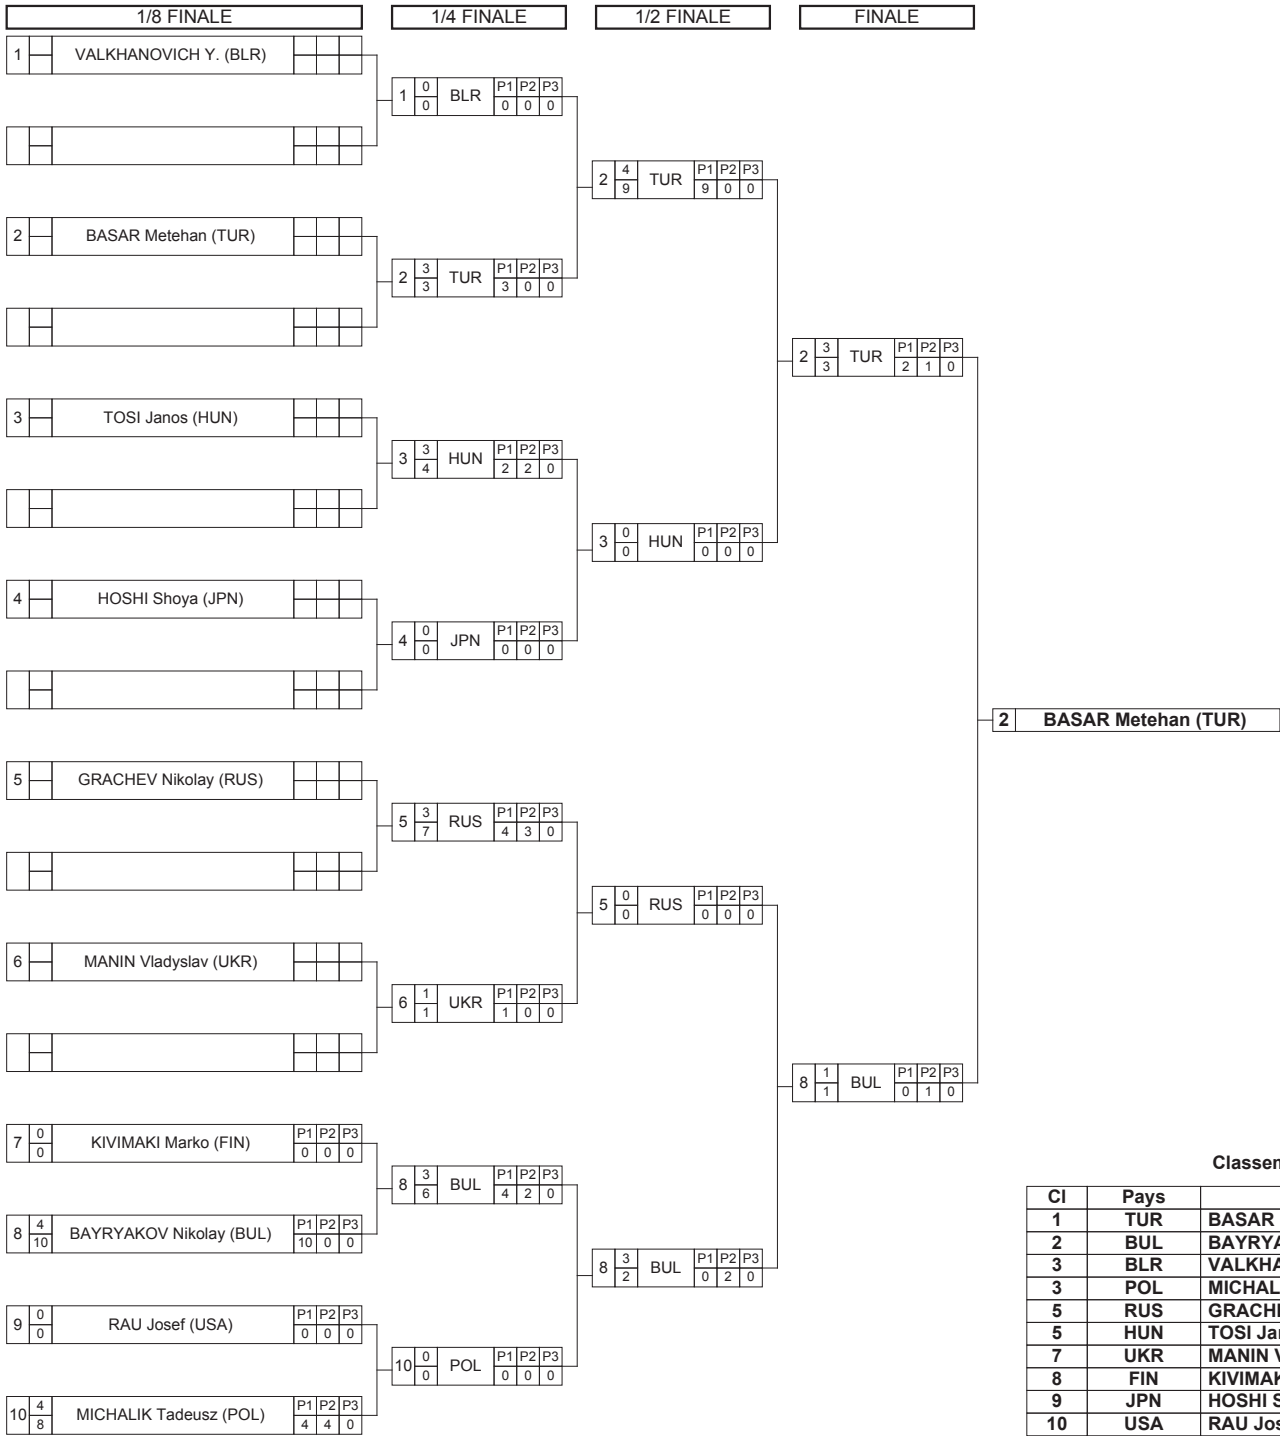 1/8 FINALE 1/4 FINALE 1/2 FINALE FINALE
1 VALKHANOVICH Y. (BLR)
1 0 0 BLR P1 P2 P3 0 0 0
2 4 9 TUR P1 P2 P3 9 0 0
2 BASAR Metehan (TUR)
2 3 3 TUR P1 P2 P3 3 0 0
2 3 3 TUR P1 P2 P3 2 1 0
3 TOSI Janos (HUN)
3 3 4 HUN P1 P2 P3 2 2 0
3 0 0 HUN P1 P2 P3 0 0 0
4 HOSHI Shoya (JPN)
4 0 0 JPN P1 P2 P3 0 0 0
2 BASAR Metehan (TUR)
5 GRACHEV Nikolay (RUS)
5 3 7 RUS P1 P2 P3 4 3 0
5 0 0 RUS P1 P2 P3 0 0 0
6 MANIN Vladyslav (UKR)
6 1 1 UKR P1 P2 P3 1 0 0
8 1 1 BUL P1 P2 P3 0 1 0
7 0 0 KIVIMAKI Marko (FIN) P1 P2 P3 0 0 0
8 3 6 BUL P1 P2 P3 4 2 0
8 4 10 BAYRYAKOV Nikolay (BUL) P1 P2 P3 10 0 0
8 3 2 BUL P1 P2 P3 0 2 0
9 0 0 RAU Josef (USA) P1 P2 P3 0 0 0
10 0 0 POL P1 P2 P3 0 0 0
10 4 8 MICHALIK Tadeusz (POL) P1 P2 P3 4 4 0
Classen
Cl Pays
1 TUR BASAR
2 BUL BAYRYA
3 BLR VALKHA
3 POL MICHAL
5 RUS GRACHE
5 HUN TOSI Jan
7 UKR MANIN V
8 FIN KIVIMAK
9 JPN HOSHI S
10 USA RAU Jos